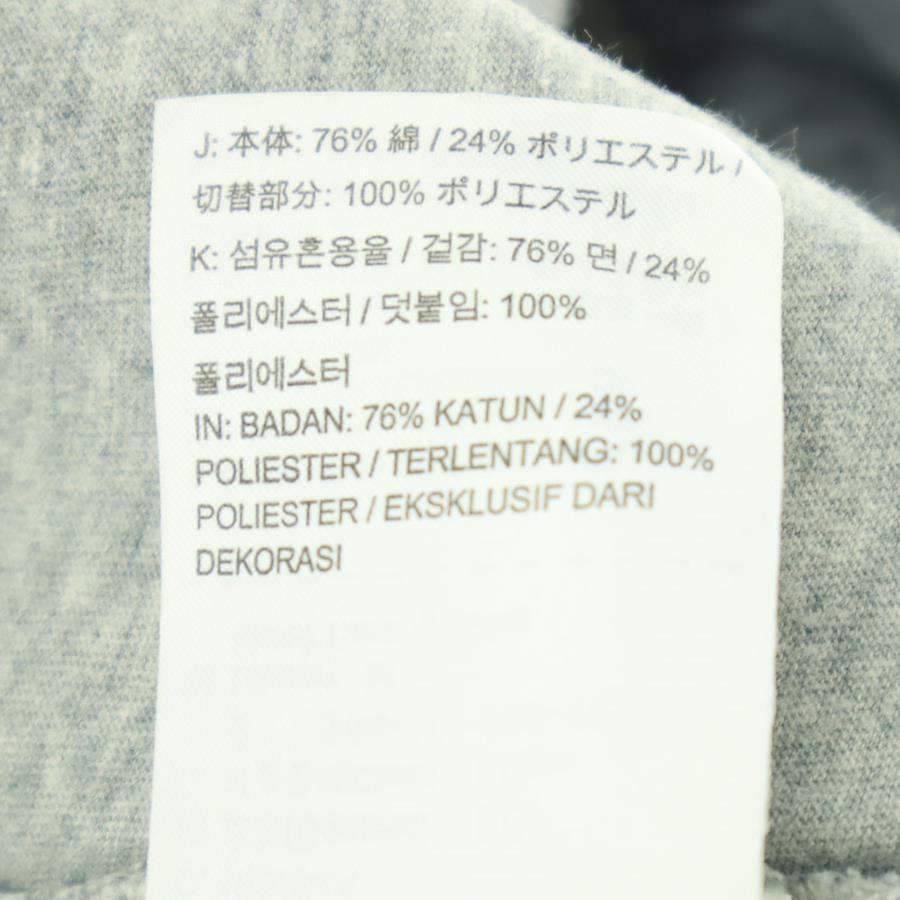 J: 本体: 76% 綿 / 24% ポリエステル /
切替部分: 100% ポリエステル
K: 섬유혼용율 / 겉감: 76% 면 / 24%
폴리에스터 / 덧붙임: 100%
폴리에스터
IN: BADAN: 76% KATUN / 24%
POLIESTER / TERLENTANG: 100%
POLIESTER / EKSKLUSIF DARI
DEKORASI